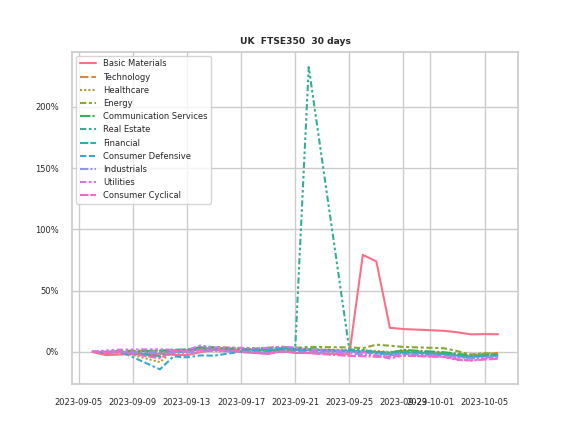 UK  FTSE350  30 days
Basic Materials
Technology
Healthcare
Energy
Communication Services
Real Estate
Financial
Consumer Defensive
Industrials
Utilities
Consumer Cyclical
200%
150%
100%
50%
0%
2023-09-05 2023-09-09 2023-09-13 2023-09-17 2023-09-21 2023-09-25 2023-09-29 2023-10-01 2023-10-05